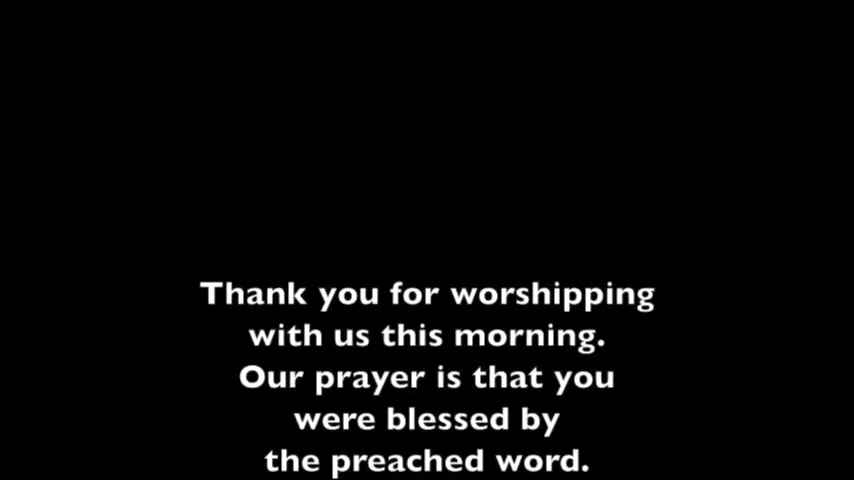 Thank you for worshipping
with us this morning.
Our prayer is that you
were blessed by
the preached word.